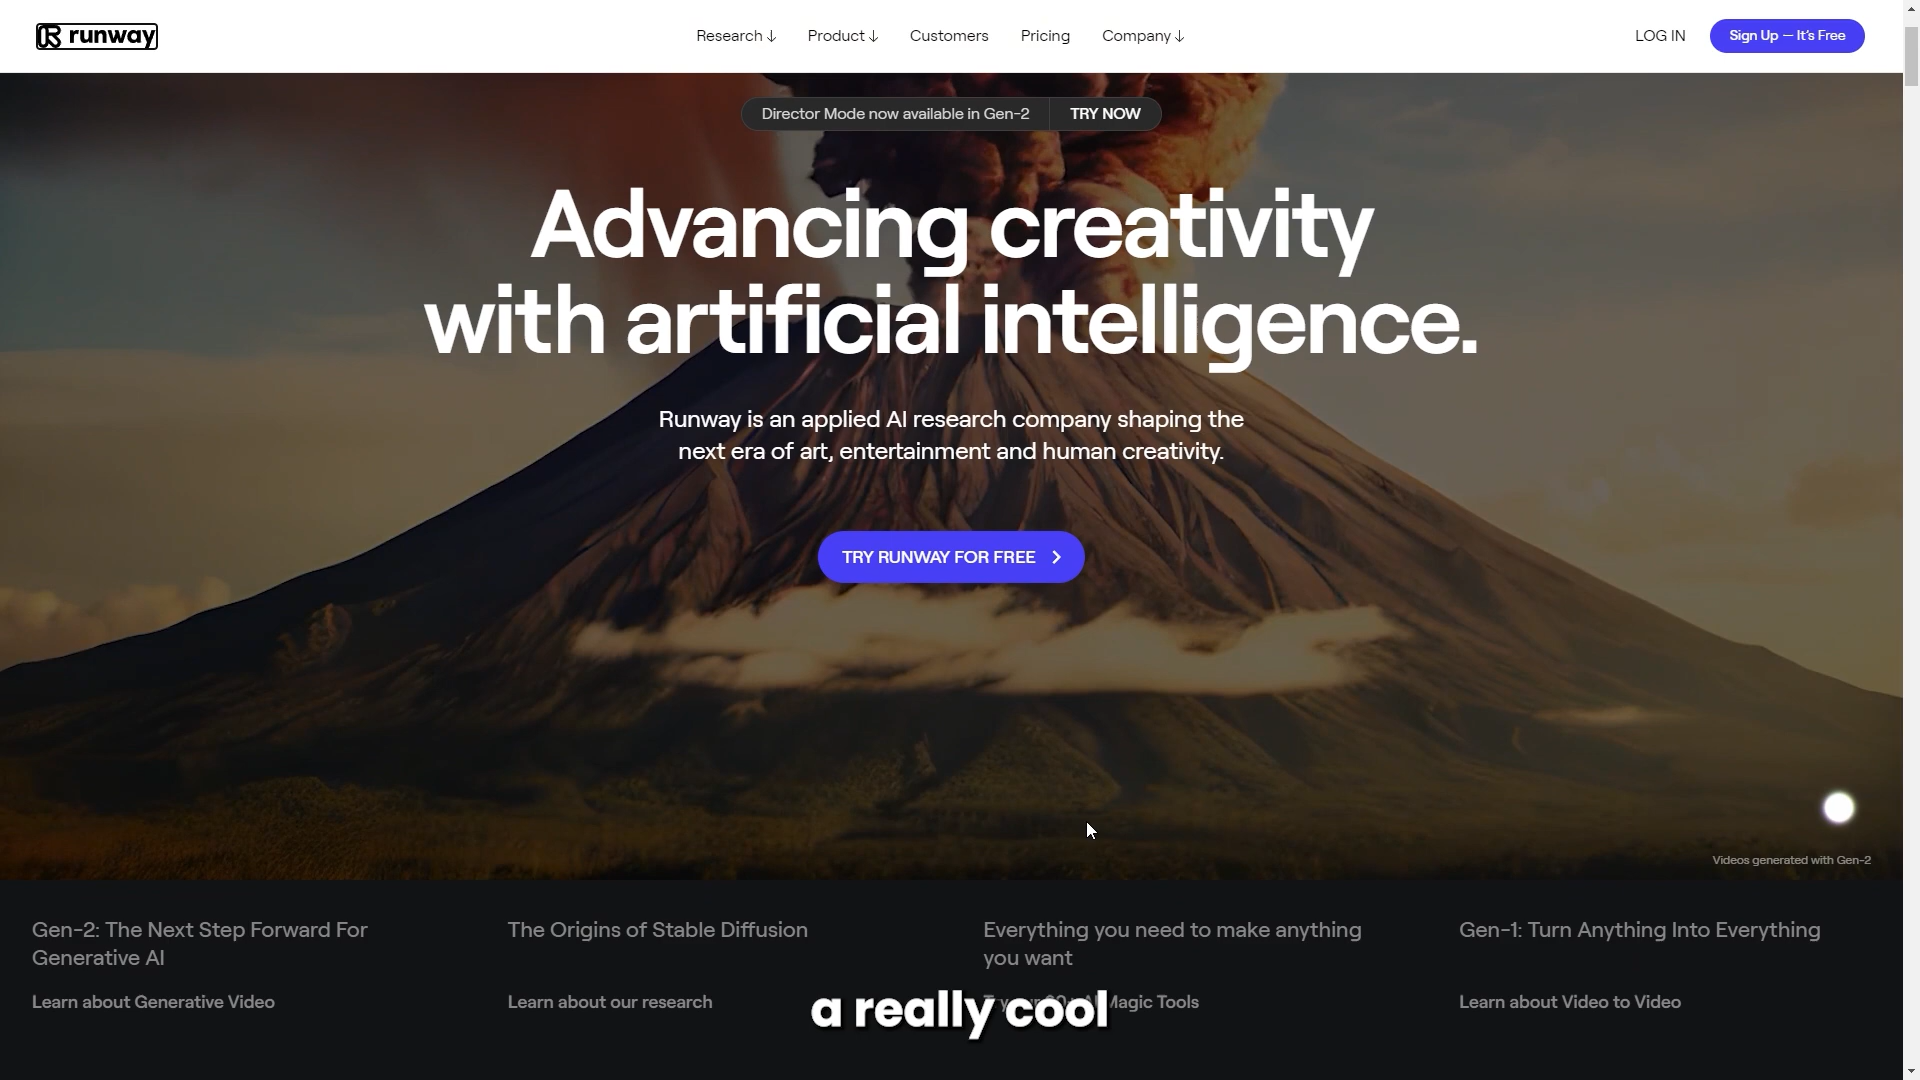 runway
Research ↓ Product ↓ Customers Pricing Company ↓
LOG IN
Sign Up — It's Free
Director Mode now available in Gen-2 TRY NOW
Advancing creativity
with artificial intelligence.
Runway is an applied AI research company shaping the
next era of art, entertainment and human creativity.
TRY RUNWAY FOR FREE
Videos generated with Gen-2
Gen-2: The Next Step Forward For
Generative AI
Learn about Generative Video
The Origins of Stable Diffusion
Learn about our research
Everything you need to make anything
you want
Magic Tools
Gen-1: Turn Anything Into Everything
Learn about Video to Video
a really cool